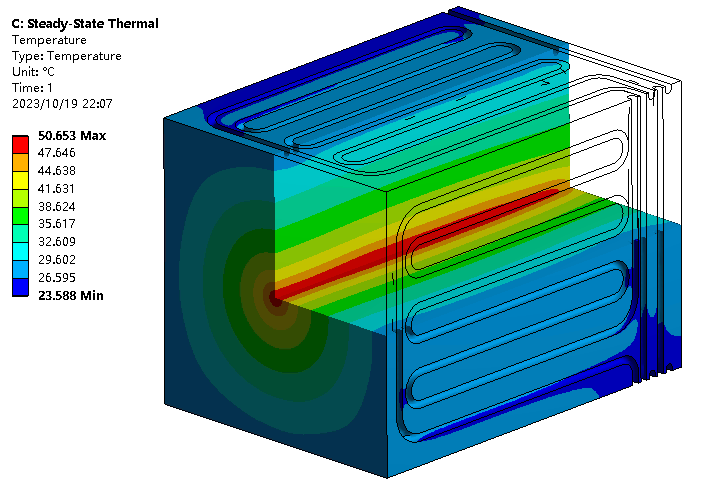 C: Steady-State Thermal
Temperature
Type: Temperature
Unit: °C
Time: 1
2023/10/19 22:07
50.653 Max
47.646
44.638
41.631
38.624
35.617
32.609
29.602
26.595
23.588 Min